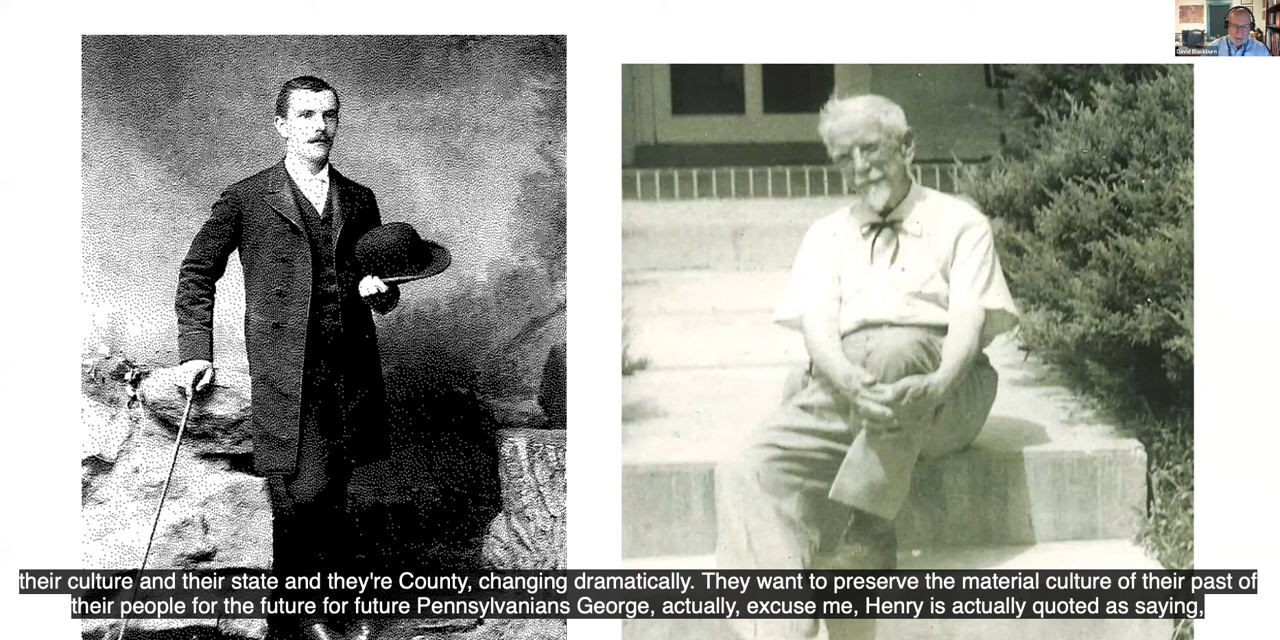 David Blackburn
their culture and their state and they're County, changing dramatically. They want to preserve the material culture of their past of
their people for the future for future Pennsylvanians George, actually, excuse me, Henry is actually quoted as saying,